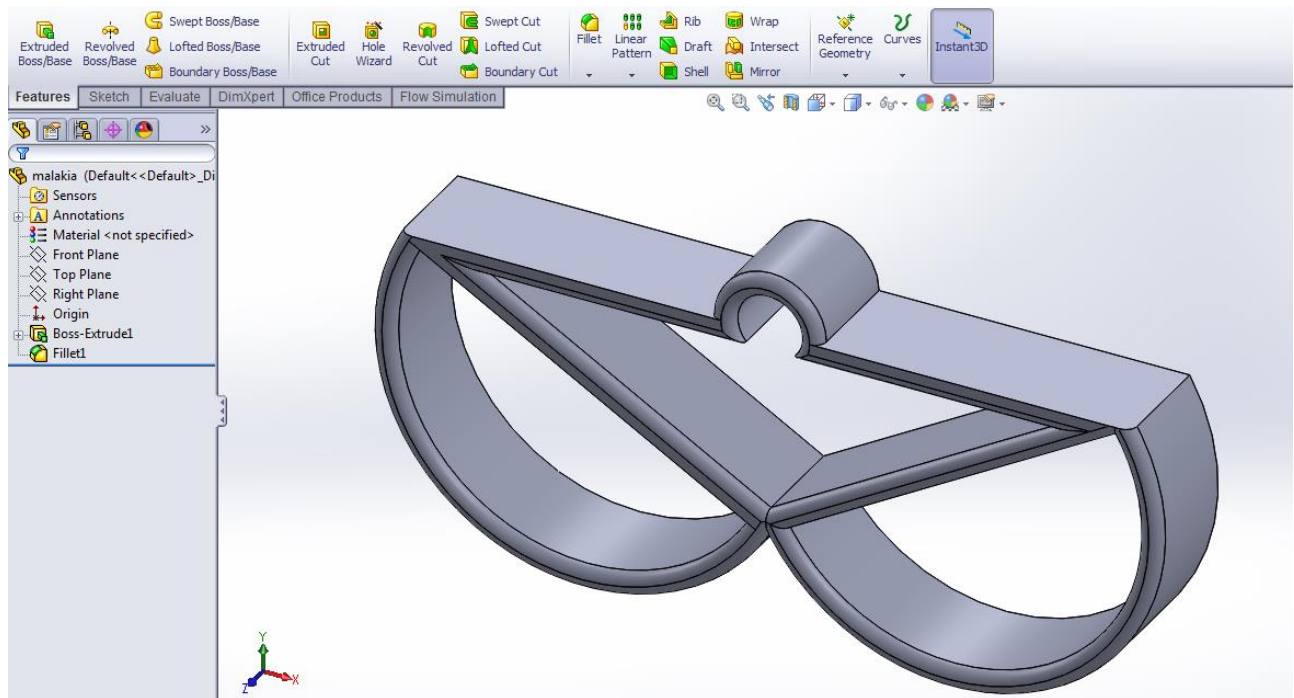 Extruded Boss/Base
Revolved Boss/Base
Swept Boss/Base
Lofted Boss/Base
Boundary Boss/Base
Extruded Cut
Hole Wizard
Revolved Cut
Swept Cut
Lofted Cut
Boundary Cut
Fillet
Linear Pattern
Rib
Draft
Shell
Wrap
Intersect
Mirror
Reference Geometry
Curves
Instant3D
Features
Sketch
Evaluate
DimXpert
Office Products
Flow Simulation
malakia (Default<<Default>_Di
Sensors
Annotations
Material <not specified>
Front Plane
Top Plane
Right Plane
Origin
Boss-Extrude1
Fillet1
Y
X
Z